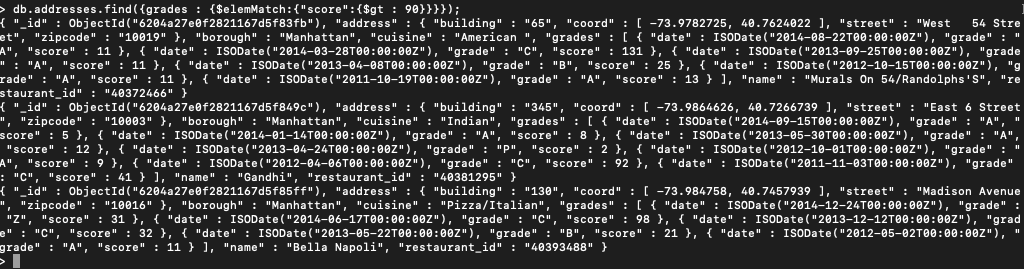 > db.addresses.find({grades : {$elemMatch:{"score":{$gt : 90}}}});
{ "_id" : ObjectId("6204a27e0f2821167d5f83fb"), "address" : { "building" : "65", "coord" : [ -73.9782725, 40.7624022 ], "street" : "West   54 Stre
et", "zipcode" : "10019" }, "borough" : "Manhattan", "cuisine" : "American ", "grades" : [ { "date" : ISODate("2014-08-22T00:00:00Z"), "grade" : "
A", "score" : 11 }, { "date" : ISODate("2014-03-28T00:00:00Z"), "grade" : "C", "score" : 131 }, { "date" : ISODate("2013-09-25T00:00:00Z"), "grade"
 : "A", "score" : 11 }, { "date" : ISODate("2013-04-08T00:00:00Z"), "grade" : "B", "score" : 25 }, { "date" : ISODate("2012-10-15T00:00:00Z"), "g
rade" : "A", "score" : 11 }, { "date" : ISODate("2011-10-19T00:00:00Z"), "grade" : "A", "score" : 13 } ], "name" : "Murals On 54/Randolphs'S", "re
staurant_id" : "40372466" }
{ "_id" : ObjectId("6204a27e0f2821167d5f849c"), "address" : { "building" : "345", "coord" : [ -73.9864626, 40.7266739 ], "street" : "East 6 Street
", "zipcode" : "10003" }, "borough" : "Manhattan", "cuisine" : "Indian", "grades" : [ { "date" : ISODate("2014-09-15T00:00:00Z"), "grade" : "A", "
score" : 5 }, { "date" : ISODate("2014-01-14T00:00:00Z"), "grade" : "A", "score" : 8 }, { "date" : ISODate("2013-05-30T00:00:00Z"), "grade" : "A",
 "score" : 12 }, { "date" : ISODate("2013-04-24T00:00:00Z"), "grade" : "P", "score" : 2 }, { "date" : ISODate("2012-10-01T00:00:00Z"), "grade" : "
A", "score" : 9 }, { "date" : ISODate("2012-04-06T00:00:00Z"), "grade" : "C", "score" : 92 }, { "date" : ISODate("2011-11-03T00:00:00Z"), "grade"
: "C", "score" : 41 } ], "name" : "Gandhi", "restaurant_id" : "40381295" }
{ "_id" : ObjectId("6204a27e0f2821167d5f85ff"), "address" : { "building" : "130", "coord" : [ -73.984758, 40.7457939 ], "street" : "Madison Avenue
", "zipcode" : "10016" }, "borough" : "Manhattan", "cuisine" : "Pizza/Italian", "grades" : [ { "date" : ISODate("2014-12-24T00:00:00Z"), "grade" :
 "Z", "score" : 31 }, { "date" : ISODate("2014-06-17T00:00:00Z"), "grade" : "C", "score" : 98 }, { "date" : ISODate("2013-12-12T00:00:00Z"), "grad
e" : "C", "score" : 32 }, { "date" : ISODate("2013-05-22T00:00:00Z"), "grade" : "B", "score" : 21 }, { "date" : ISODate("2012-05-02T00:00:00Z"), "
grade" : "A", "score" : 11 } ], "name" : "Bella Napoli", "restaurant_id" : "40393488" }
>